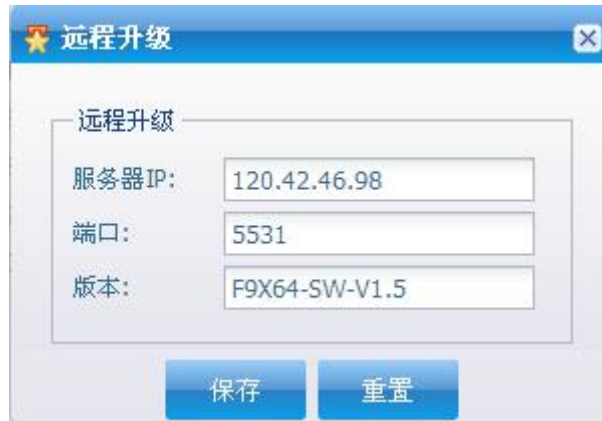 远程升级
远程升级
服务器IP: 120.42.46.98
端口: 5531
版本: F9X64-SW-V1.5
保存 重置